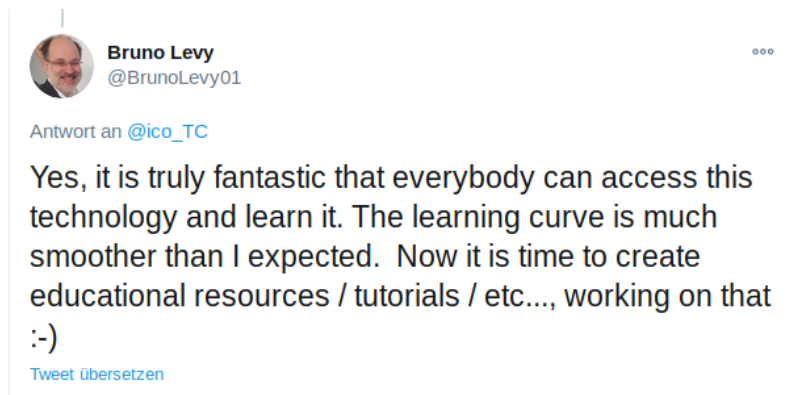 Bruno Levy
@BrunoLevy01
Antwort an @ico_TC
Yes, it is truly fantastic that everybody can access this
technology and learn it. The learning curve is much
smoother than I expected.  Now it is time to create
educational resources / tutorials / etc..., working on that
:-)
Tweet übersetzen